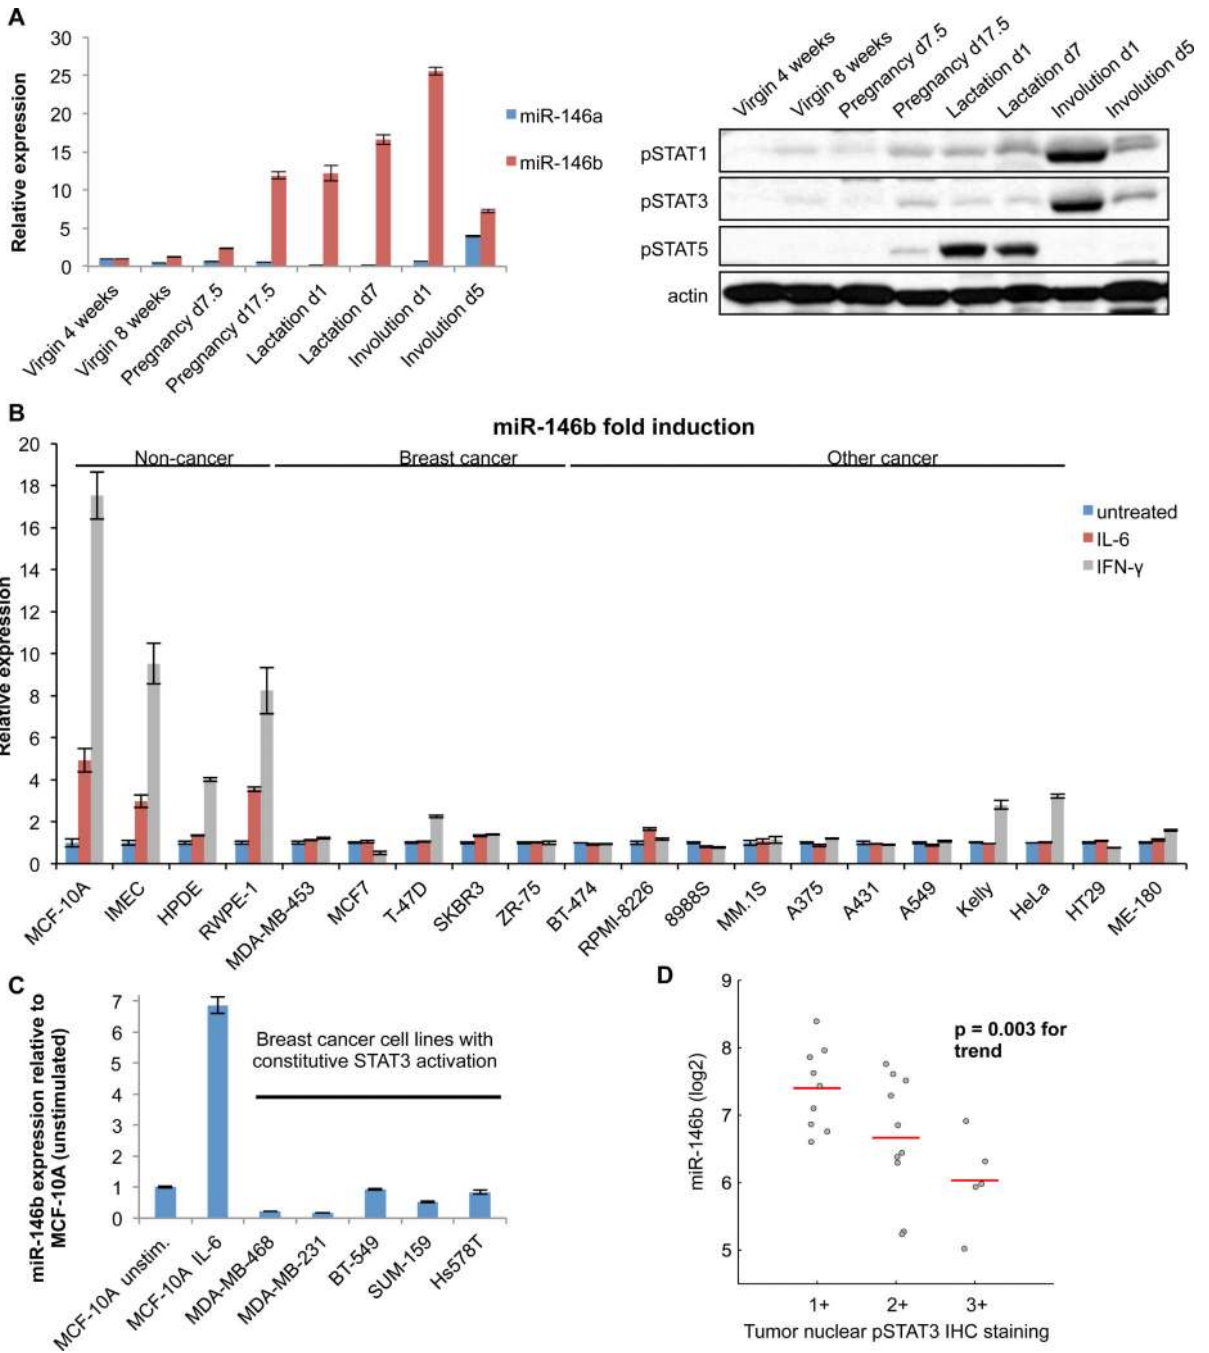 A
30
25
20
15
10
5
0
Relative expression
miR-146a
miR-146b
Virgin 4 weeks
Virgin 8 weeks
Pregnancy d7.5
Pregnancy d17.5
Lactation d1
Lactation d7
Involution d1
Involution d5
Virgin 4 weeks
Virgin 8 weeks
Pregnancy d7.5
Pregnancy d17.5
Lactation d1
Lactation d7
Involution d1
Involution d5
pSTAT1
pSTAT3
pSTAT5
actin
B
miR-146b fold induction
Non-cancer
Breast cancer
Other cancer
20
18
16
14
12
10
8
6
4
2
0
Relative expression
untreated
IL-6
IFN-γ
MCF-10A
IMEC
HPDE
RWPE-1
MDA-MB-453
MCF7
T-47D
SKBR3
ZR-75
BT-474
RPMI-8226
8988S
MM.1S
A375
A431
A549
Kelly
HeLa
HT29
ME-180
C
miR-146b expression relative to
MCF-10A (unstimulated)
7
6
5
4
3
2
1
0
Breast cancer cell lines with
constitutive STAT3 activation
MCF-10A unstim.
MCF-10A IL-6
MDA-MB-468
MDA-MB-231
BT-549
SUM-159
Hs578T
D
9
8
7
6
5
miR-146b (log2)
p = 0.003 for
trend
1+
2+
3+
Tumor nuclear pSTAT3 IHC staining